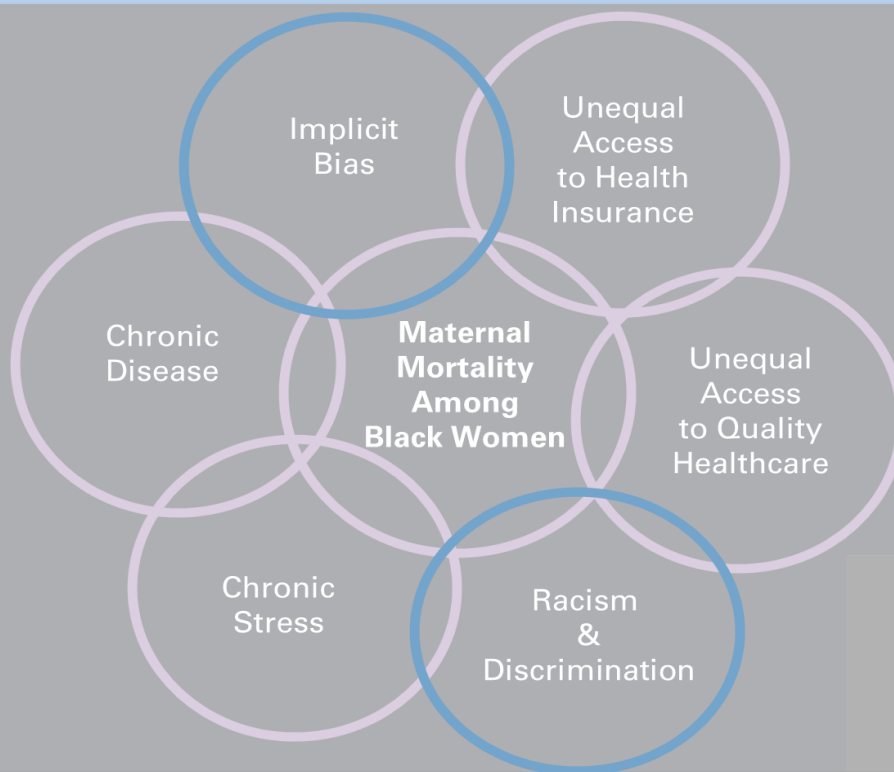 Implicit
Bias
Unequal
Access
to Health
Insurance
Chronic
Disease
Maternal
Mortality
Among
Black Women
Unequal
Access
to Quality
Healthcare
Chronic
Stress
Racism
&
Discrimination